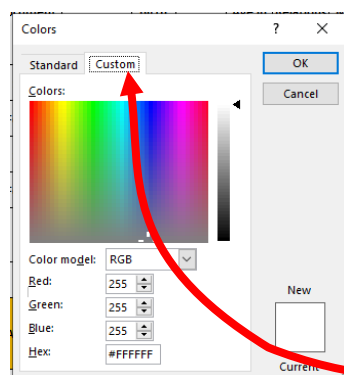 Colors ? ×
Standard Custom OK
Colors: Cancel
Color model: RGB
Red: 255
Green: 255 New
Blue: 255
Hex: #FFFFFF
Current